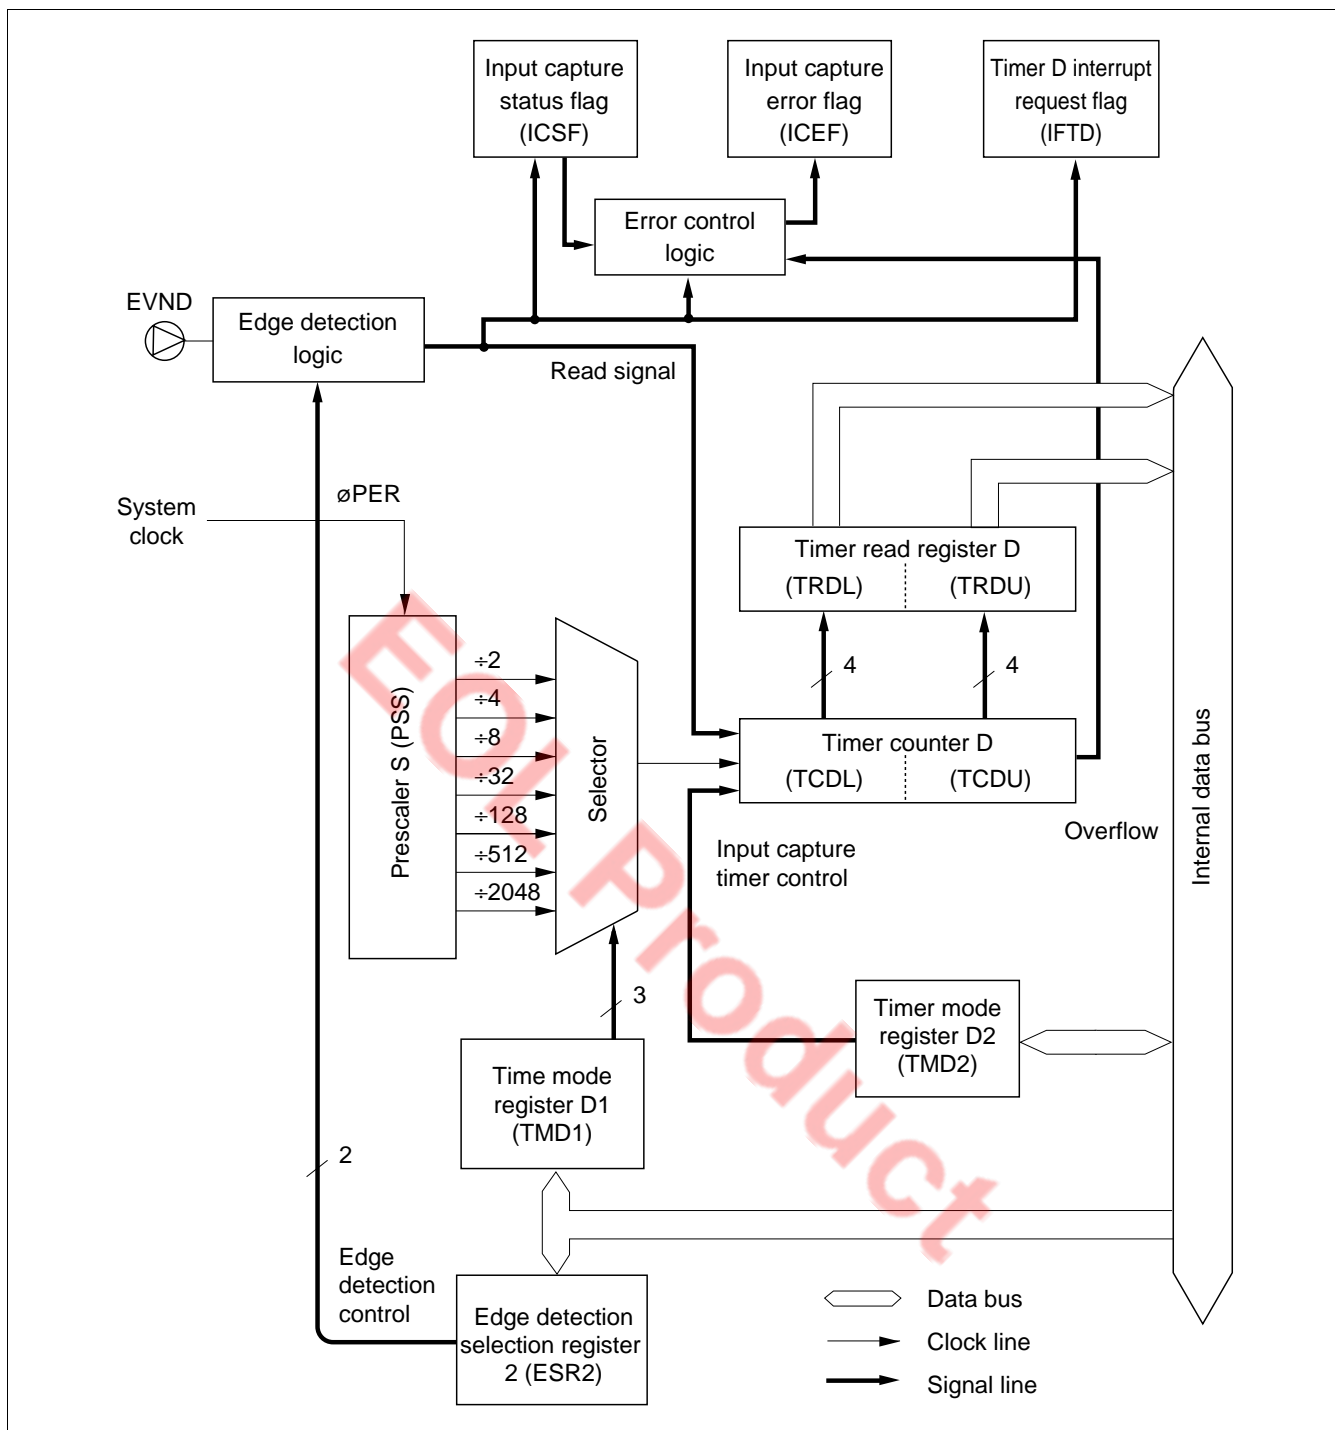 Input capture
status flag
(ICSF)
Input capture
error flag
(ICEF)
Timer D interrupt
request flag
(IFTD)
Error control
logic
EVND
Edge detection
logic
Read signal
øPER
System
clock
Timer read register D
(TRDL)
(TRDU)
4
4
Prescaler S (PSS)
÷2
÷4
÷8
÷32
÷128
÷512
÷2048
Selector
Timer counter D
(TCDL)
(TCDU)
Overflow
Internal data bus
Input capture
timer control
3
Timer mode
register D2
(TMD2)
Time mode
register D1
(TMD1)
2
Edge
detection
control
Edge detection
selection register
2 (ESR2)
Data bus
Clock line
Signal line
EOL Product